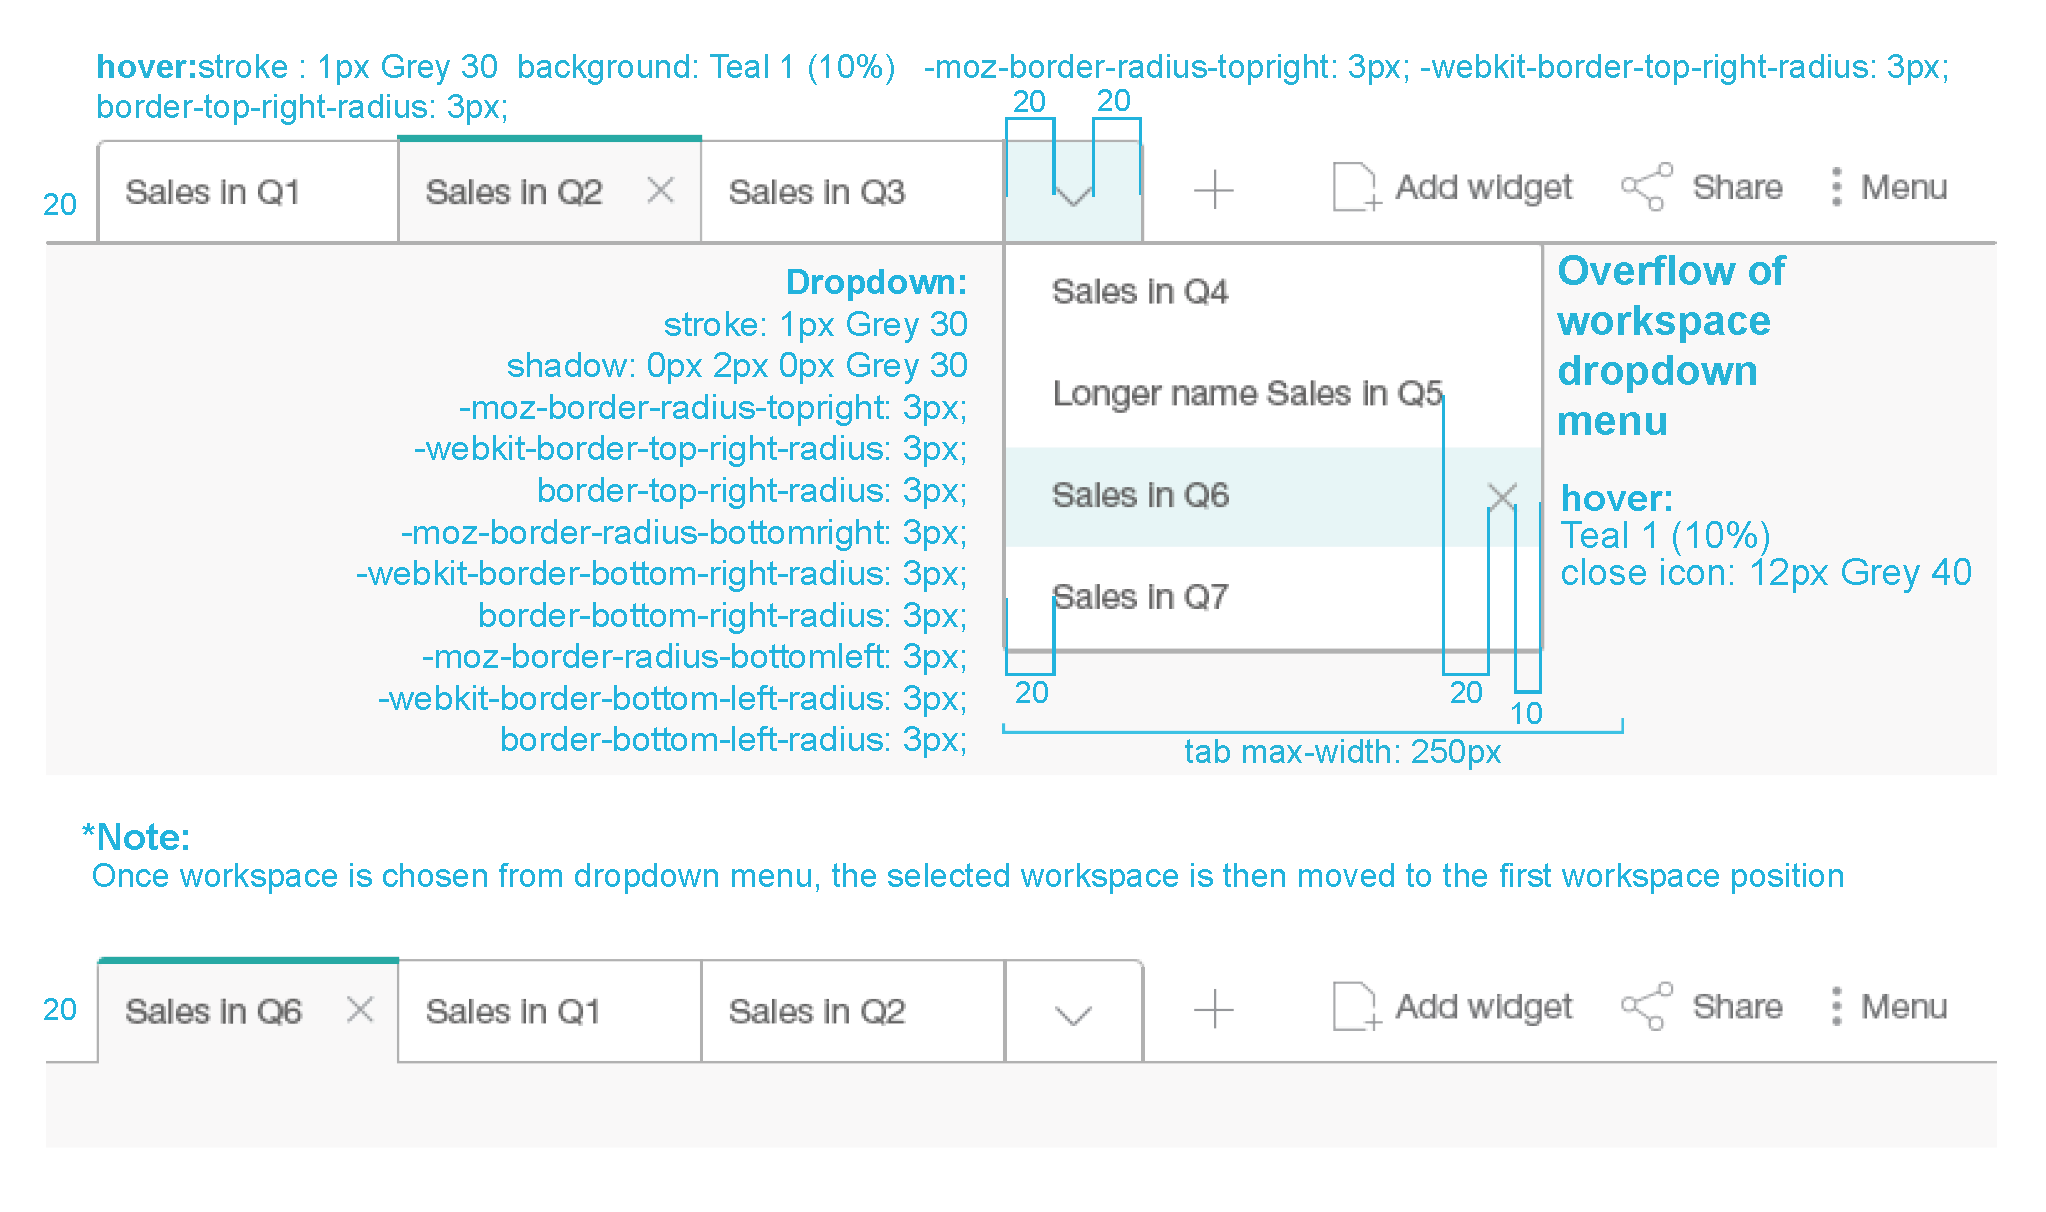 hover:stroke : 1px Grey 30  background: Teal 1 (10%)   -moz-border-radius-topright: 3px; -webkit-border-top-right-radius: 3px;
border-top-right-radius: 3px;
20 20
20 Sales in Q1 Sales in Q2 Sales in Q3 Add widget Share Menu
Dropdown:
stroke: 1px Grey 30
shadow: 0px 2px 0px Grey 30
-moz-border-radius-topright: 3px;
-webkit-border-top-right-radius: 3px;
border-top-right-radius: 3px;
-moz-border-radius-bottomright: 3px;
-webkit-border-bottom-right-radius: 3px;
border-bottom-right-radius: 3px;
-moz-border-radius-bottomleft: 3px;
-webkit-border-bottom-left-radius: 3px;
border-bottom-left-radius: 3px;
Sales in Q4
Longer name Sales in Q5
Sales in Q6
Sales in Q7
20 20
10
tab max-width: 250px
Overflow of
workspace
dropdown
menu
hover:
Teal 1 (10%)
close icon: 12px Grey 40
*Note:
Once workspace is chosen from dropdown menu, the selected workspace is then moved to the first workspace position
20 Sales in Q6 Sales in Q1 Sales in Q2 Add widget Share Menu